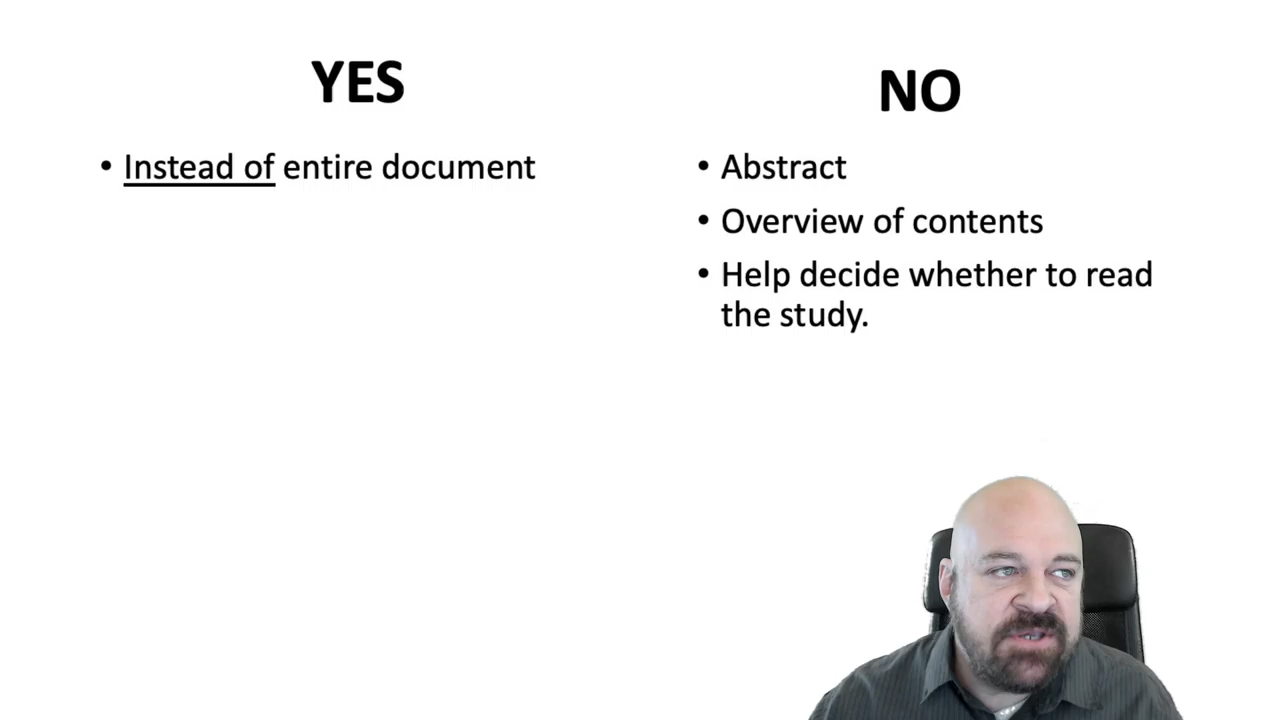 YES
• Instead of entire document
NO
• Abstract
• Overview of contents
• Help decide whether to read
the study.